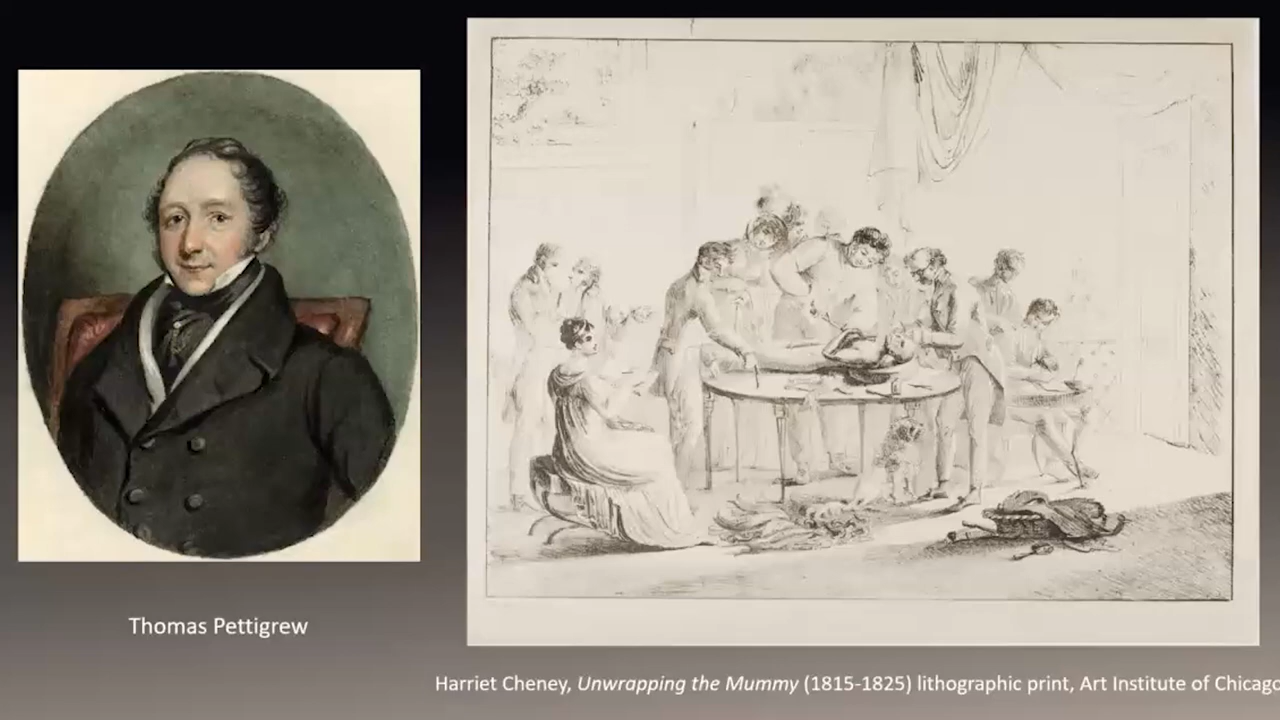 Thomas Pettigrew
Harriet Cheney, Unwrapping the Mummy (1815-1825) lithographic print, Art Institute of Chicago